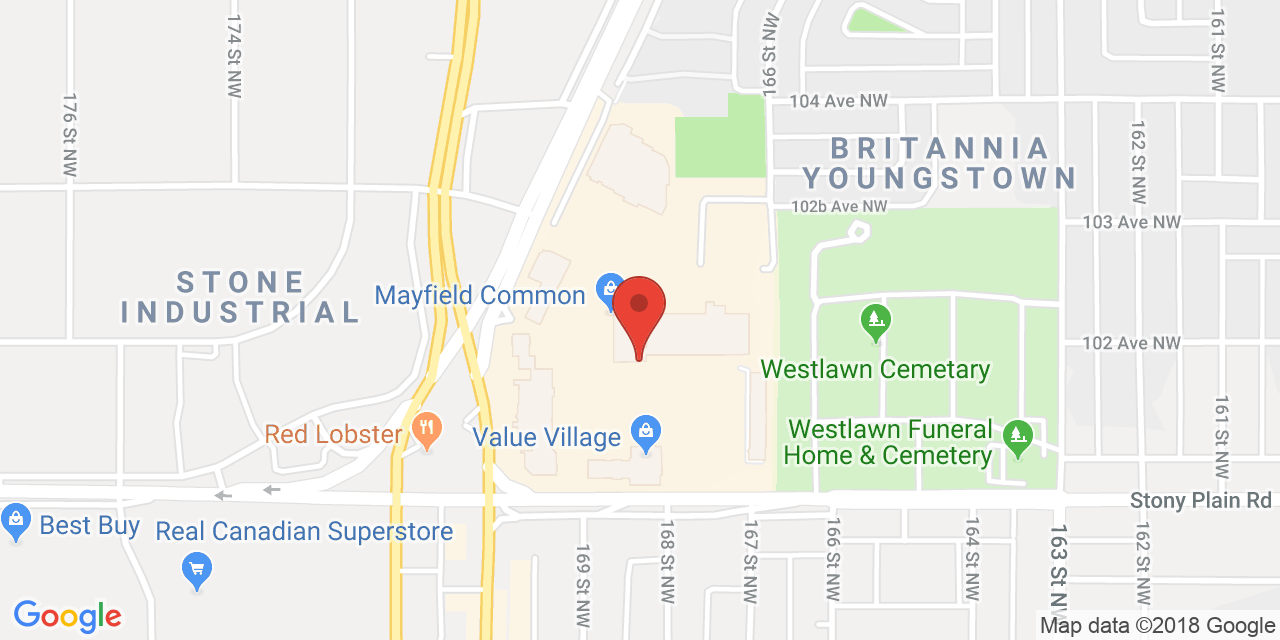 174 St NW
176 St NW
166 St NW
161 St NW
104 Ave NW
162 St NW
BRITANNIA
YOUNGSTOWN
102b Ave NW
103 Ave NW
STONE
INDUSTRIAL
Mayfield Common
102 Ave NW
Westlawn Cemetary
161 St NW
Red Lobster
Value Village
Westlawn Funeral
Home & Cemetery
Stony Plain Rd
Best Buy
Real Canadian Superstore
169 St NW
168 St NW
167 St NW
166 St NW
164 St NW
163 St NW
162 St NW
Google
Map data ©2018 Google